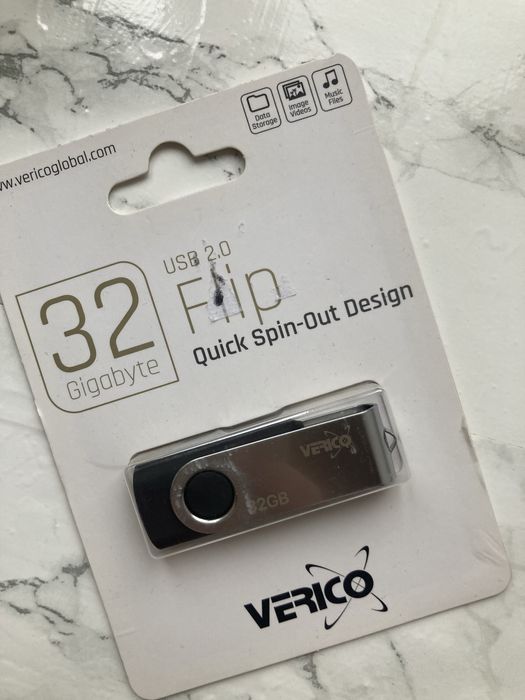 Data
Storage
Image
Videos
Music
Files
w.vericoglobal.com
USB 2.0
Flip
Quick Spin-Out Design
32
Gigabyte
VERICO
32GB
VERICO